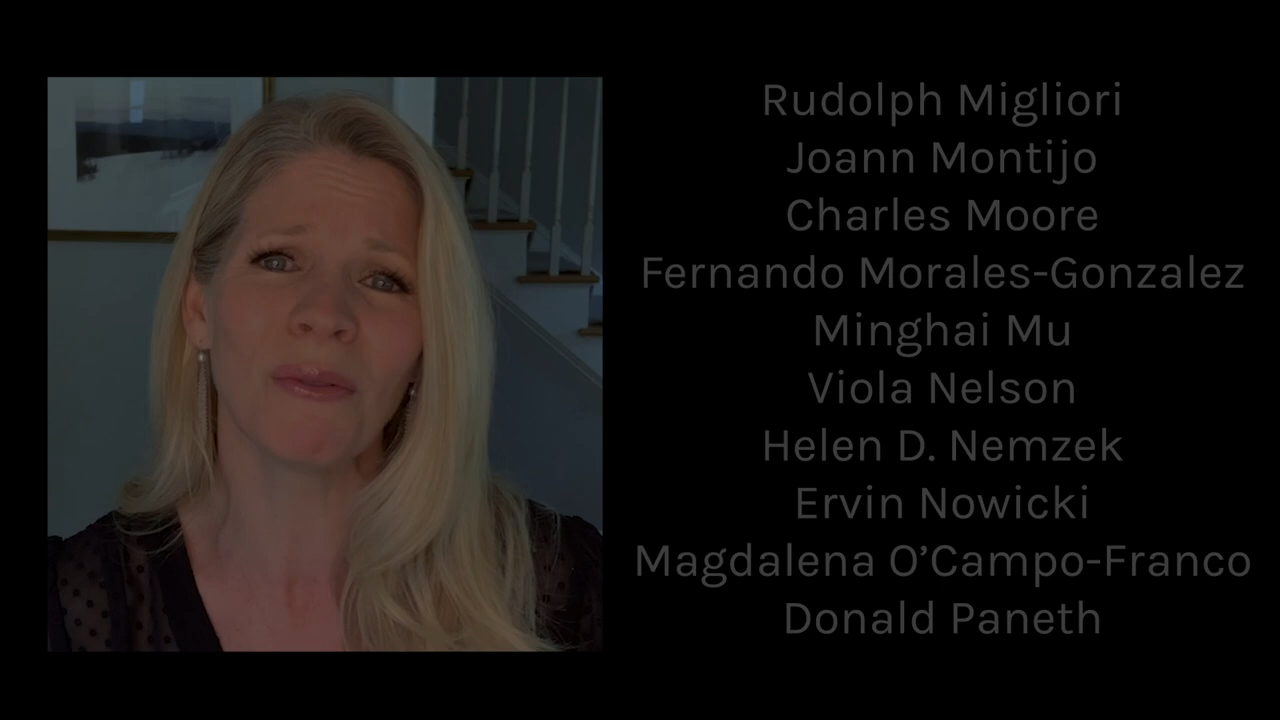 Rudolph Migliori
Joann Montijo
Charles Moore
Fernando Morales-Gonzalez
Minghai Mu
Viola Nelson
Helen D. Nemzek
Ervin Nowicki
Magdalena O’Campo-Franco
Donald Paneth